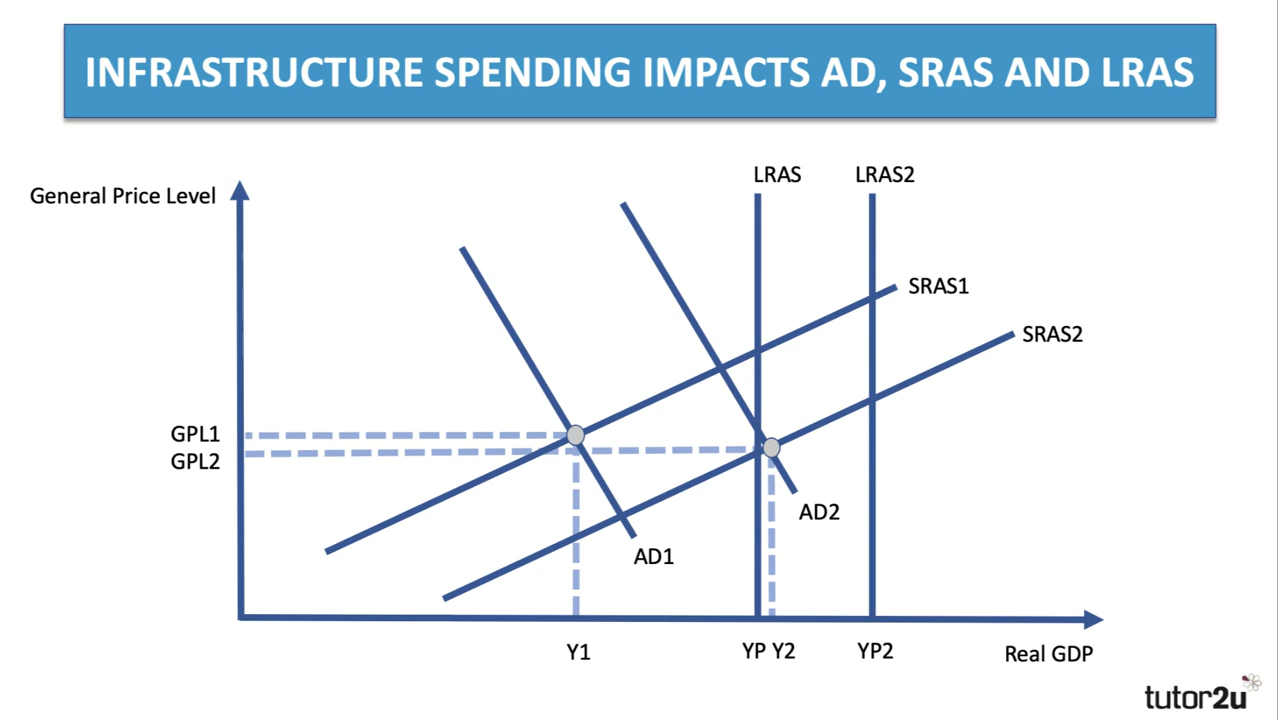 INFRASTRUCTURE SPENDING IMPACTS AD, SRAS AND LRAS
LRAS
LRAS2
General Price Level
SRAS1
SRAS2
GPL1
GPL2
AD2
AD1
Y1
YP Y2
YP2
Real GDP
tutor2u